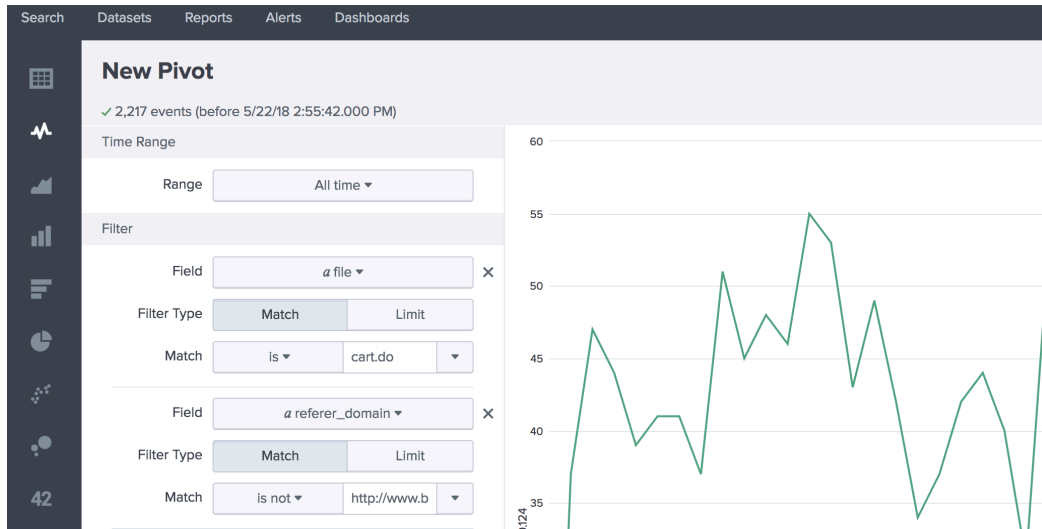 Search Datasets Reports Alerts Dashboards
New Pivot
✓ 2,217 events (before 5/22/18 2:55:42.000 PM)
Time Range
Range All time
Filter
Field a file
Filter Type Match Limit
Match is cart.do
Field a referer_domain
Filter Type Match Limit
Match is not http://www.b
42
60
55
50
45
40
35